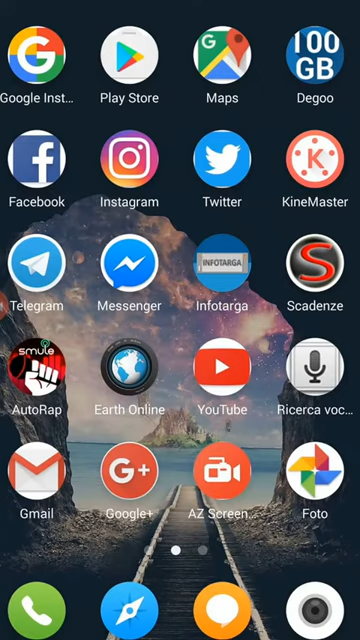 100
GB
Google Inst...
Play Store
Maps
Degoo
Facebook
Instagram
Twitter
KineMaster
INFOTARGA
Telegram
Messenger
Infotarga
Scadenze
smule
AutoRap
Earth Online
YouTube
Ricerca voc...
Gmail
Google+
AZ Screen...
Foto